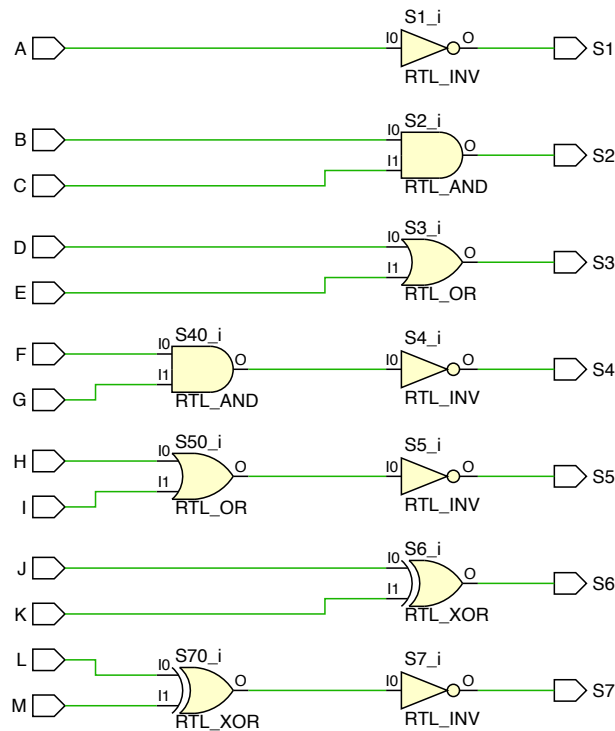 S1_i
A I0 O S1
RTL_INV
S2_i
B I0 O S2
C I1
RTL_AND
S3_i
D I0 O S3
E I1
RTL_OR
S40_i S4_i
F I0 O I0 O S4
G I1
RTL_AND RTL_INV
S50_i S5_i
H I0 O I0 O S5
I I1
RTL_OR RTL_INV
S6_i
J I0 O S6
K I1
RTL_XOR
L S70_i S7_i
I0 O I0 O S7
M I1
RTL_XOR RTL_INV